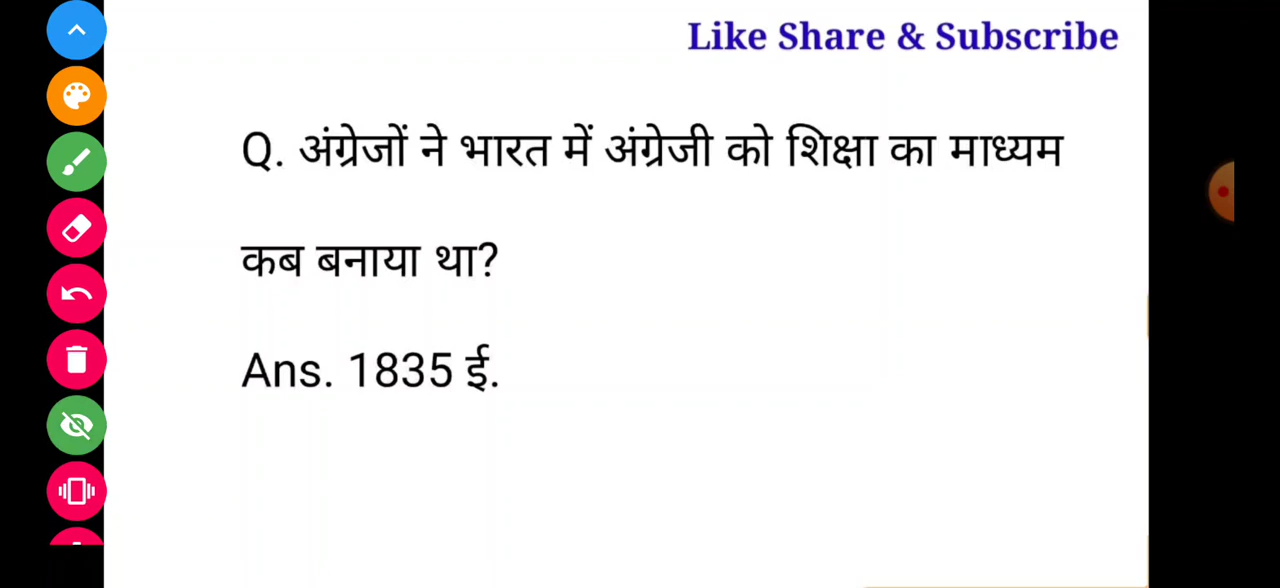 Like Share & Subscribe
Q. अंग्रेजों ने भारत में अंग्रेजी को शिक्षा का माध्यम
कब बनाया था?
Ans. 1835 ई.